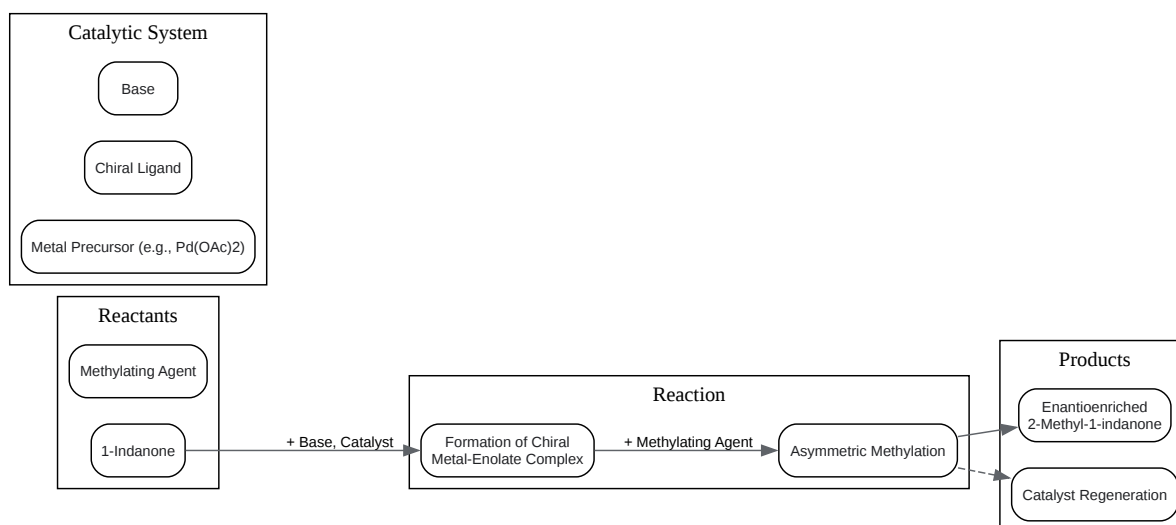 Catalytic System
Base
Chiral Ligand
Metal Precursor (e.g., Pd(OAc)2)
Reactants
Methylating Agent
1-Indanone
+ Base, Catalyst
Reaction
Formation of Chiral
Metal-Enolate Complex
+ Methylating Agent
Asymmetric Methylation
Products
Enantioenriched
2-Methyl-1-indanone
Catalyst Regeneration